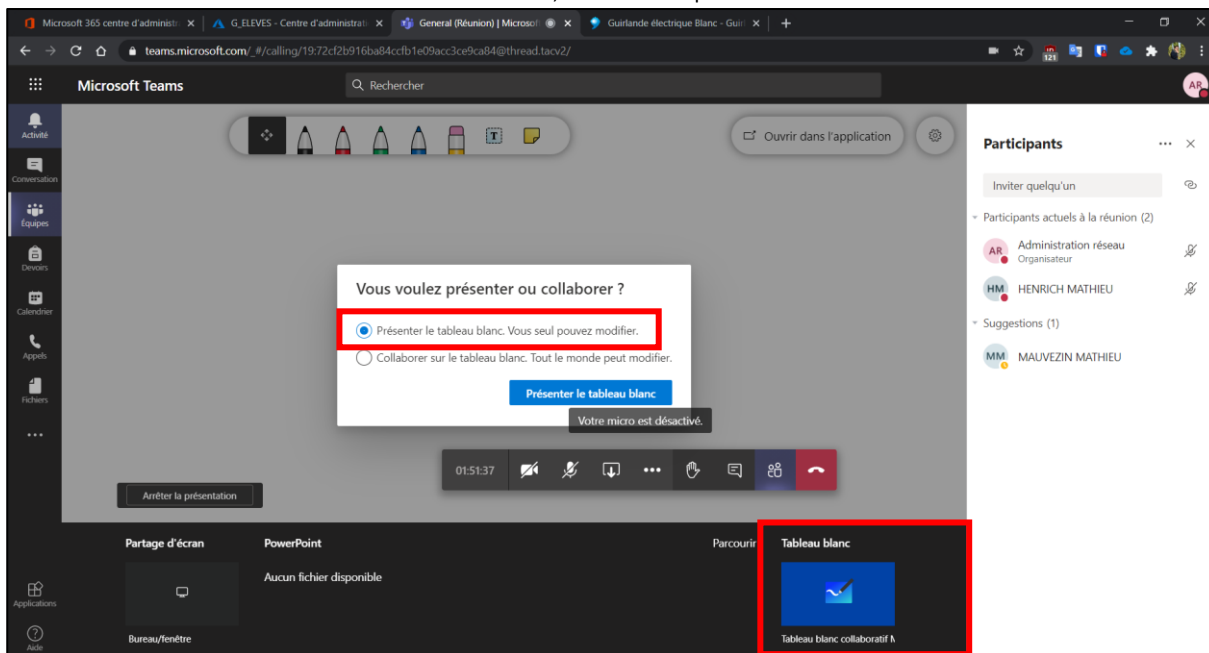 Microsoft 365 centre d'administr
G_ELEVES - Centre d'administrati
General (Réunion) | Microsof
Guirlande électrique Blanc - Guirl
teams.microsoft.com/_#/calling/19:72cf2b916ba84ccfb1e09acc3ce9ca84@thread.tacv2/
121
Microsoft Teams
Rechercher
AR
Activité
Conversation
Équipes
Devoirs
Calendrier
Appels
Fichiers
Applications
Aide
T
Ouvrir dans l'application
Vous voulez présenter ou collaborer ?
Présenter le tableau blanc. Vous seul pouvez modifier.
Collaborer sur le tableau blanc. Tout le monde peut modifier.
Présenter le tableau blanc
Votre micro est désactivé.
01:51:37
Arrêter la présentation
Partage d'écran
PowerPoint
Parcourir
Tableau blanc
Aucun fichier disponible
Bureau/fenêtre
Tableau blanc collaboratif M
Participants
Inviter quelqu'un
Participants actuels à la réunion (2)
AR
Administration réseau
Organisateur
HM
HENRICH MATHIEU
Suggestions (1)
MM
MAUVEZIN MATHIEU